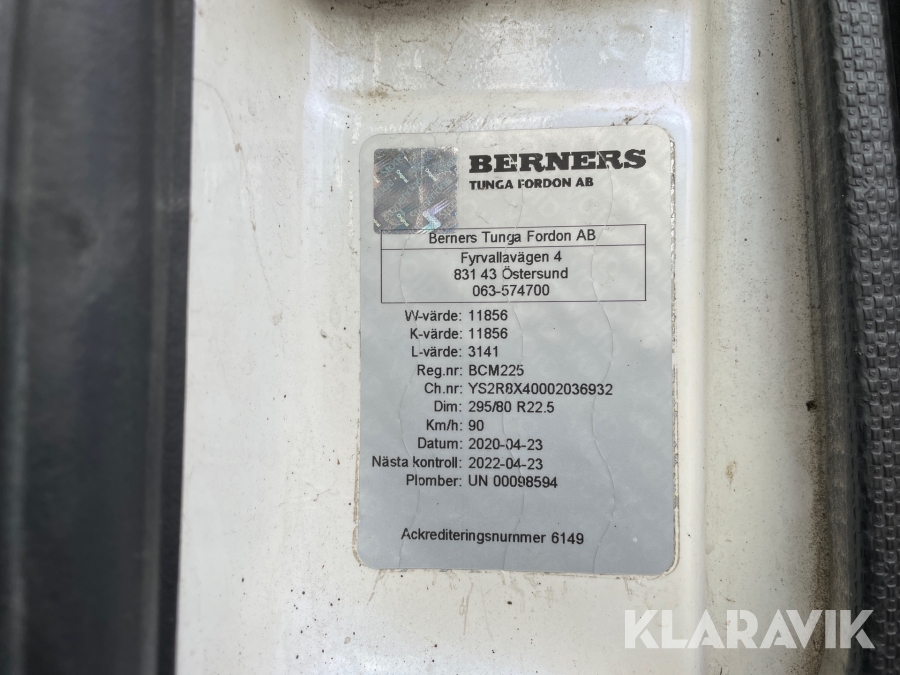 BERNERS
TUNGA FORDON AB
Berners Tunga Fordon AB
Fyrvallavägen 4
831 43 Östersund
063-574700
W-värde: 11856
K-värde: 11856
L-värde: 3141
Reg.nr: BCM225
Ch.nr: YS2R8X40002036932
Dim: 295/80 R22.5
Km/h: 90
Datum: 2020-04-23
Nästa kontroll: 2022-04-23
Plomber: UN 00098594
Ackrediteringsnummer 6149
KLARAVIK